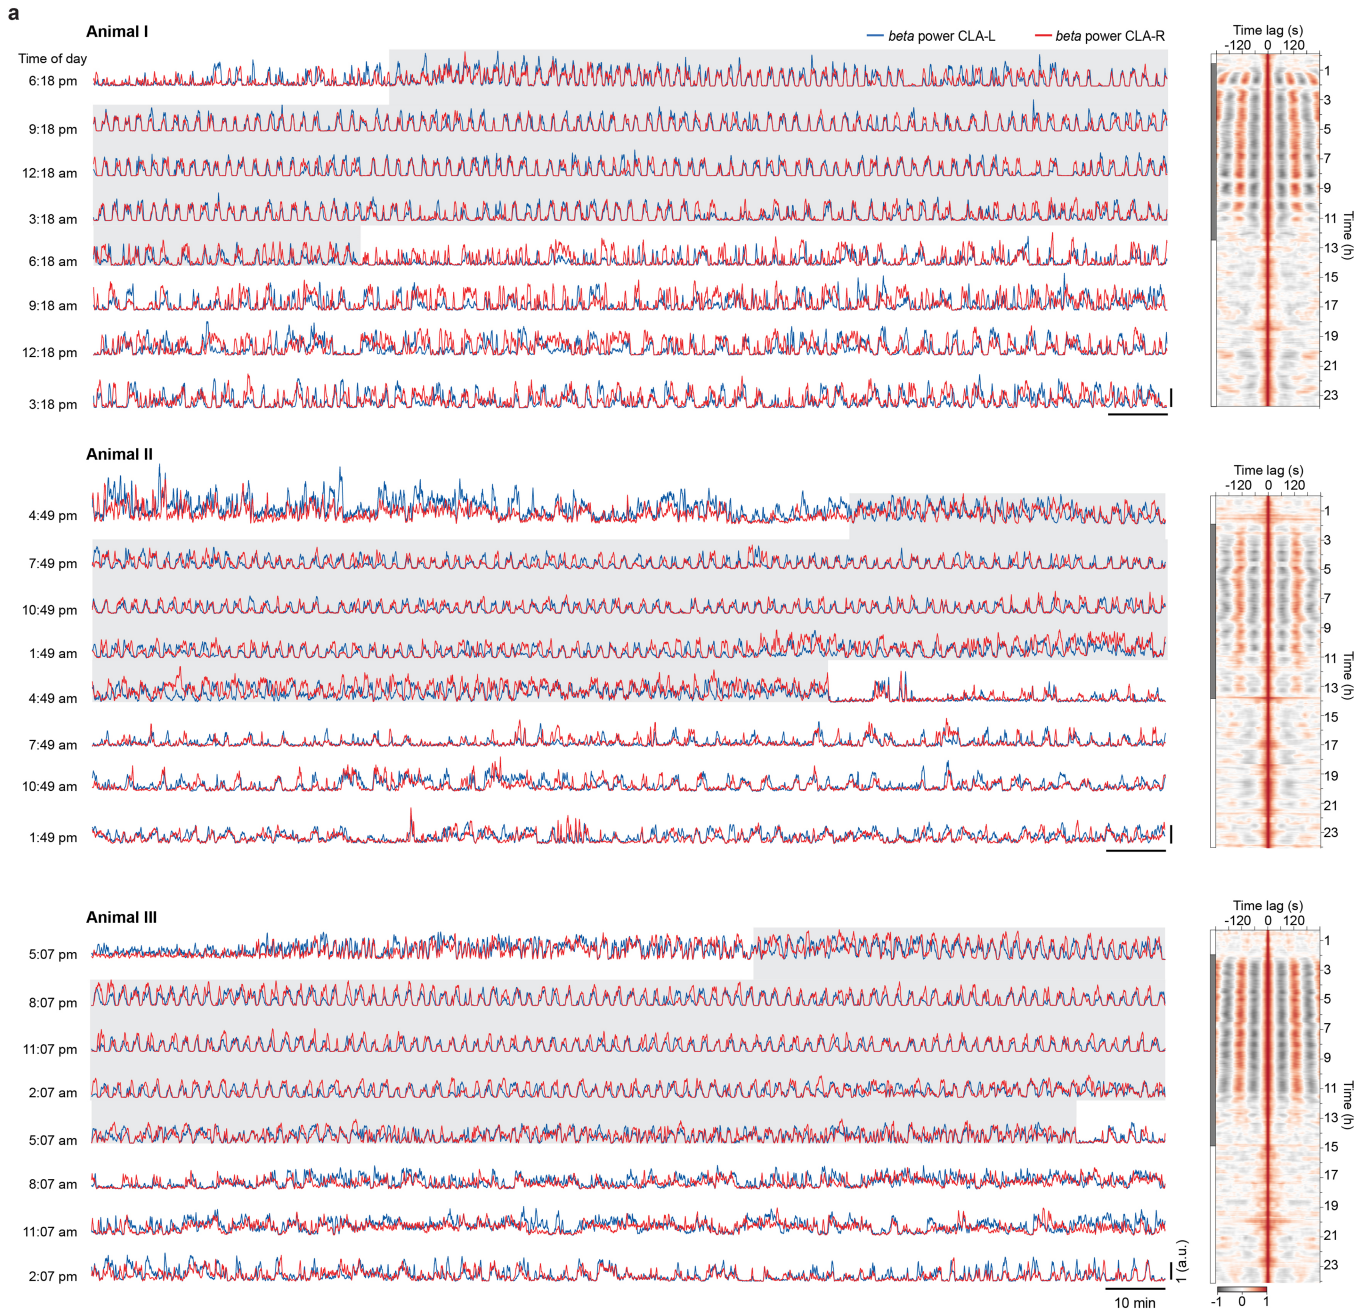 a
Animal I
beta power CLA-L
beta power CLA-R
Time of day
6:18 pm
9:18 pm
12:18 am
3:18 am
6:18 am
9:18 am
12:18 pm
3:18 pm
Time lag (s)
-120 0 120
1
3
5
7
9
11
13
15
17
19
21
23
Time (h)
Animal II
4:49 pm
7:49 pm
10:49 pm
1:49 am
4:49 am
7:49 am
10:49 am
1:49 pm
Time lag (s)
-120 0 120
1
3
5
7
9
11
13
15
17
19
21
23
Time (h)
Animal III
5:07 pm
8:07 pm
11:07 pm
2:07 am
5:07 am
8:07 am
11:07 am
2:07 pm
1 (a.u.)
10 min
Time lag (s)
-120 0 120
1
3
5
7
9
11
13
15
17
19
21
23
Time (h)
-1 0 1